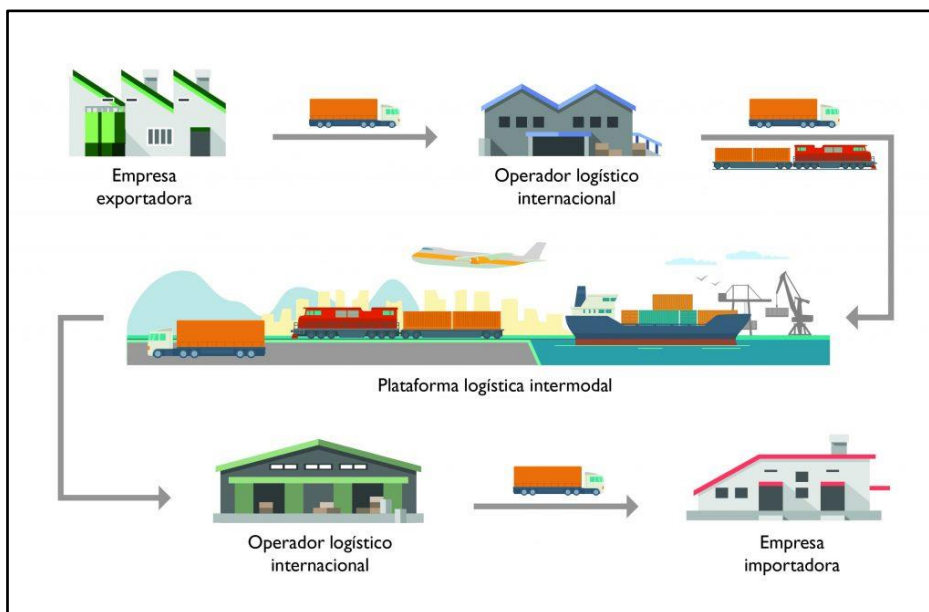 Empresa
exportadora
Operador logístico
internacional
Plataforma logística intermodal
Operador logístico
internacional
Empresa
importadora